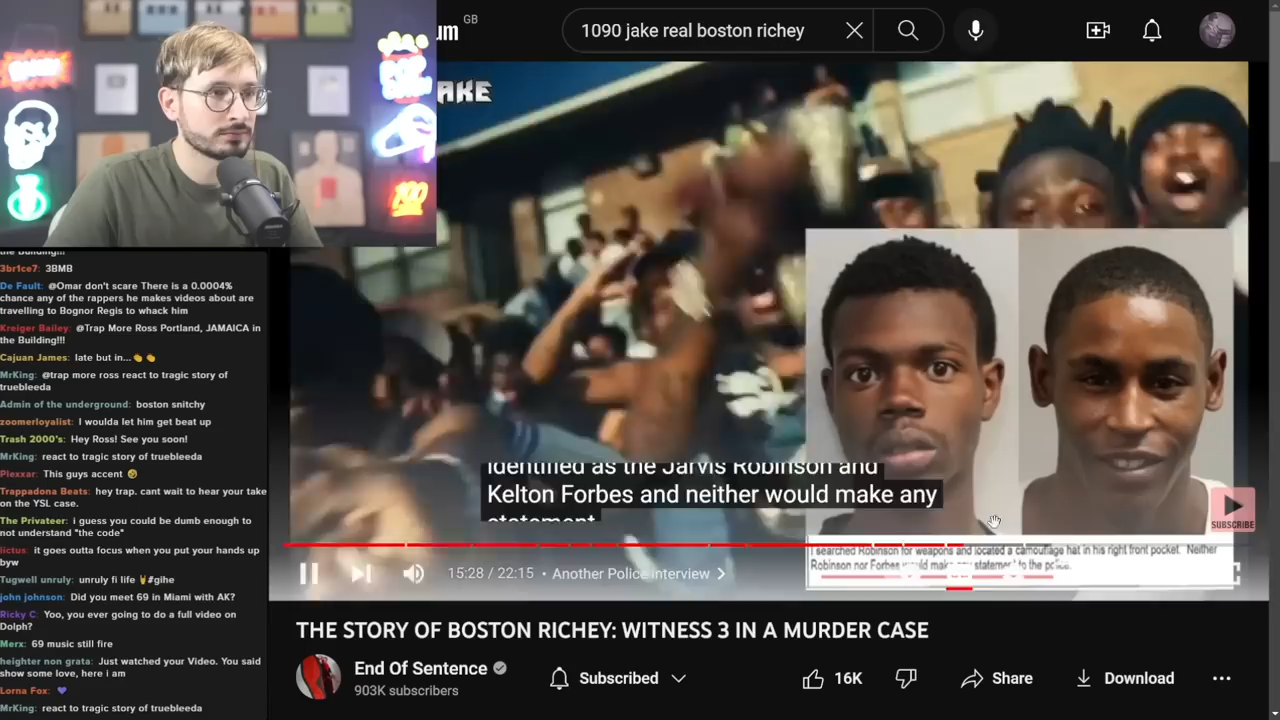 um GB
1090 jake real boston richey
AKE
the Building!!!
3br1ce7: 3BMB
De Fault: @Omar don't scare There is a 0.0004%
chance any of the rappers he makes videos about are
travelling to Bognor Regis to whack him
Kreiger Bailey: @Trap More Ross Portland, JAMAICA in
the Building!!!
Cajuan James: late but in...👏 👏
MrKing: @trap more ross react to tragic story of
truebleeda
Admin of the underground: boston snitchy
zoomerloyalist: I woulda let him get beat up
Trash 2000's: Hey Ross! See you soon!
MrKing: react to tragic story of truebleeda
Plexxar: This guys accent 🤣
Trappadona Beats: hey trap. cant wait to hear your take
on the YSL case.
The Privateer: i guess you could be dumb enough to
not understand "the code"
lictus: it goes outta focus when you put your hands up
byw
Tugwell unruly: unruly fi life 🤘#gihe
john johnson: Did you meet 69 in Miami with AK?
Ricky C: Yoo, you ever going to do a full video on
Dolph?
Merx: 69 music still fire
heighter non grata: Just watched your Video. You said
show some love, here i am
Lorna Fox: 💜
MrKing: react to tragic story of truebleeda
100
identified as the Jarvis Robinson and
Kelton Forbes and neither would make any
statement
SUBSCRIBE
I searched Robinson for weapons and located a camouflage hat in his right front pocket. Neither
Robinson nor Forbes would make any statement to the police.
15:28 / 22:15 • Another Police Interview
THE STORY OF BOSTON RICHEY: WITNESS 3 IN A MURDER CASE
End Of Sentence
903K subscribers
Subscribed
16K
Share
Download